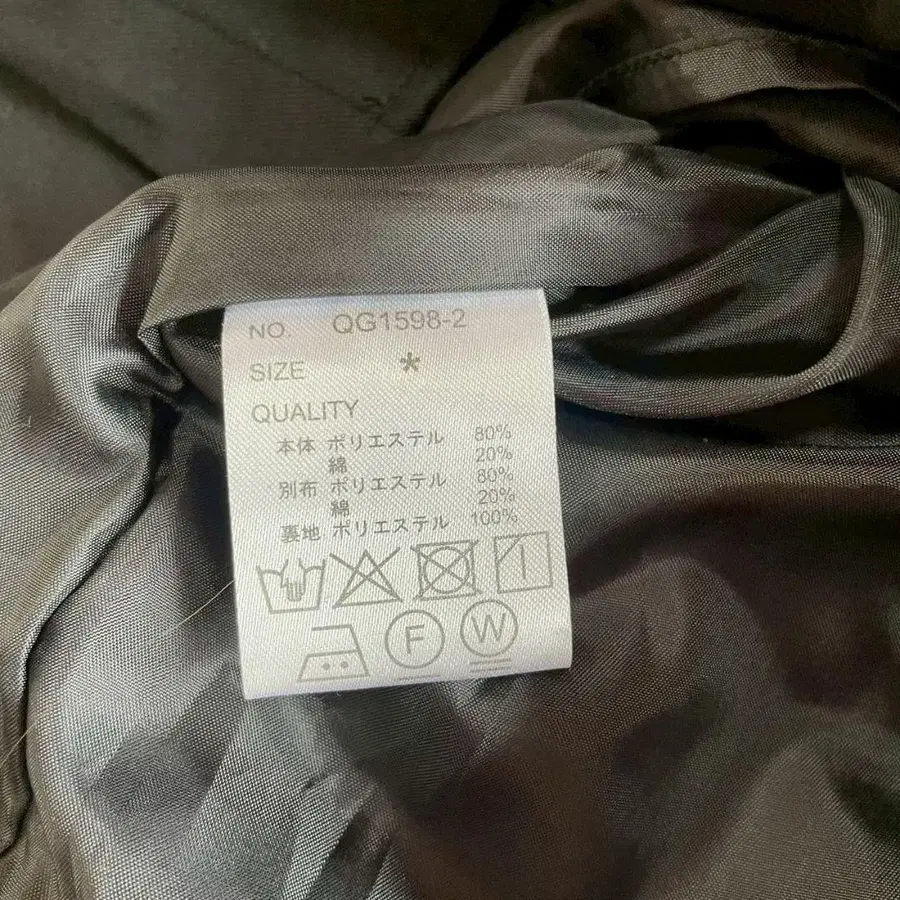 NO. QG1598-2
SIZE *
QUALITY
本体 ポリエステル 80%
綿 20%
別布 ポリエステル 80%
綿 20%
裏地 ポリエステル 100%
F W